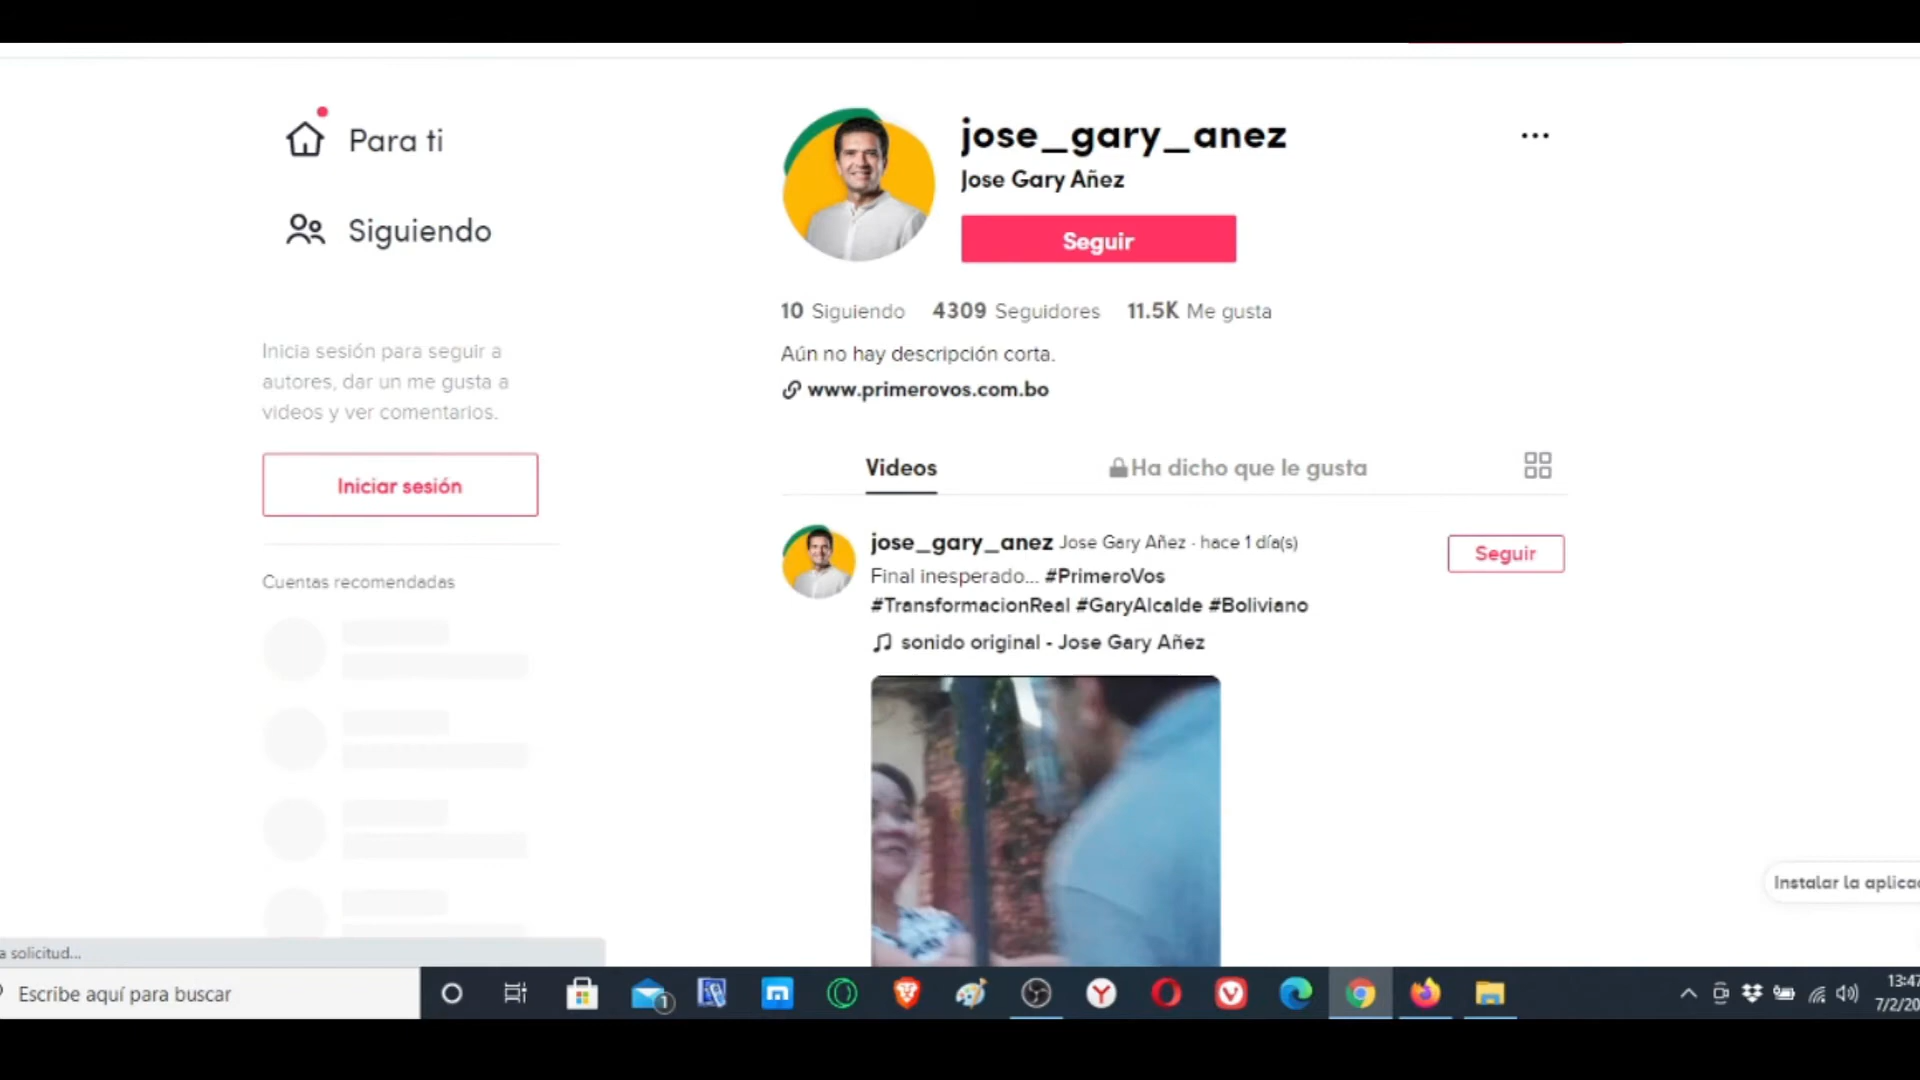 Para ti
Siguiendo
Inicia sesión para seguir a
autores, dar un me gusta a
videos y ver comentarios.
Iniciar sesión
Cuentas recomendadas
jose_gary_anez
Jose Gary Añez
Seguir
10 Siguiendo 4309 Seguidores 11.5K Me gusta
Aún no hay descripción corta.
www.primerovos.com.bo
Videos
Ha dicho que le gusta
jose_gary_anez Jose Gary Añez · hace 1 día(s)
Seguir
Final inesperado... #PrimeroVos
#TransformacionReal #GaryAlcalde #Boliviano
sonido original - Jose Gary Añez
Instalar la aplica
a solicitud...
Escribe aquí para buscar
1
13:47
7/2/20